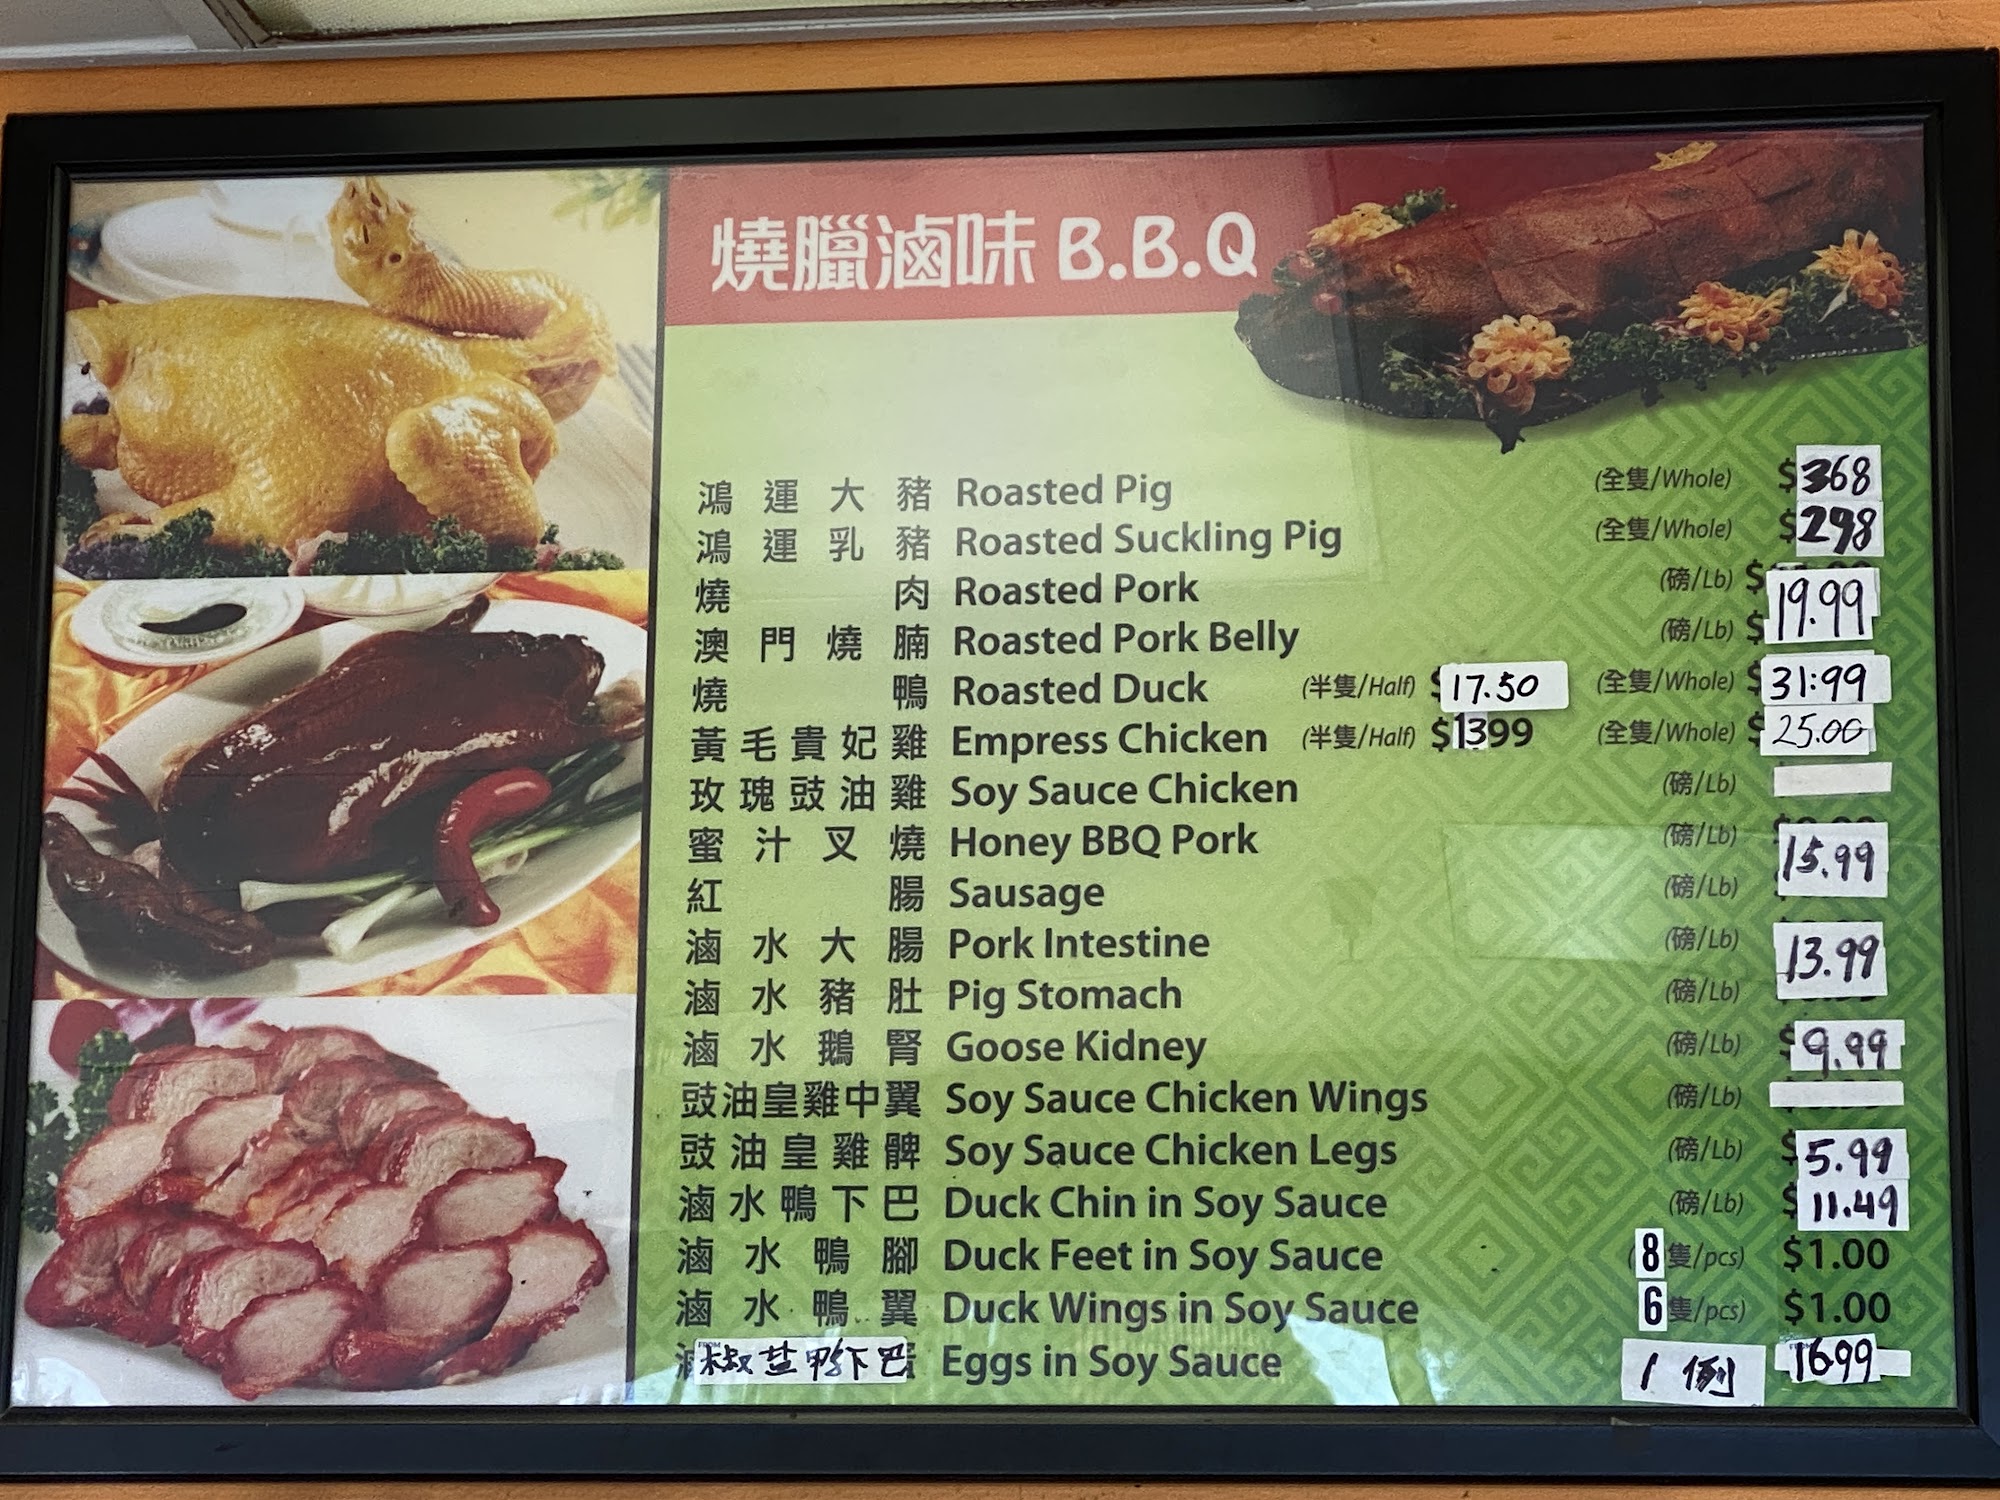 燒臘滷味 B.B.Q
鴻運大豬 Roasted Pig (全隻/Whole) $368
鴻運乳豬 Roasted Suckling Pig (全隻/Whole) $298
燒肉 Roasted Pork (磅/Lb) $
澳門燒腩 Roasted Pork Belly (磅/Lb) $19.99
燒鴨 Roasted Duck (半隻/Half) $17.50 (全隻/Whole) $31.99
黃毛貴妃雞 Empress Chicken (半隻/Half) $1399 (全隻/Whole) $25.00
玫瑰豉油雞 Soy Sauce Chicken (磅/Lb)
蜜汁叉燒 Honey BBQ Pork (磅/Lb) 15.99
紅腸 Sausage (磅/Lb)
滷水大腸 Pork Intestine (磅/Lb) 13.99
滷水豬肚 Pig Stomach (磅/Lb)
滷水鵝腎 Goose Kidney (磅/Lb) $9.99
豉油皇雞中翼 Soy Sauce Chicken Wings (磅/Lb)
豉油皇雞髀 Soy Sauce Chicken Legs (磅/Lb) $5.99
滷水鴨下巴 Duck Chin in Soy Sauce (磅/Lb) $11.49
滷水鴨腳 Duck Feet in Soy Sauce (8隻/pcs) $1.00
滷水鴨翼 Duck Wings in Soy Sauce 6隻/pcs) $1.00
椒盐鸭下巴 Eggs in Soy Sauce 1例 1699